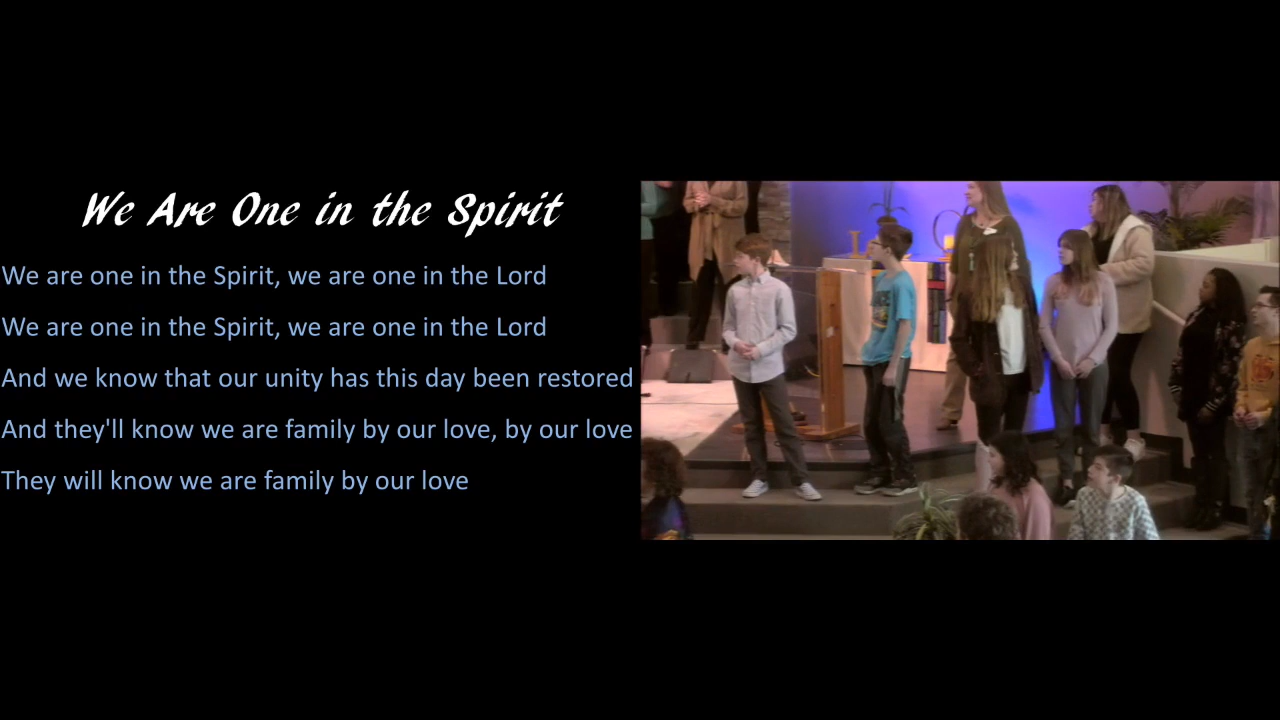 We Are One in the Spirit
We are one in the Spirit, we are one in the Lord
We are one in the Spirit, we are one in the Lord
And we know that our unity has this day been restored
And they'll know we are family by our love, by our love
They will know we are family by our love